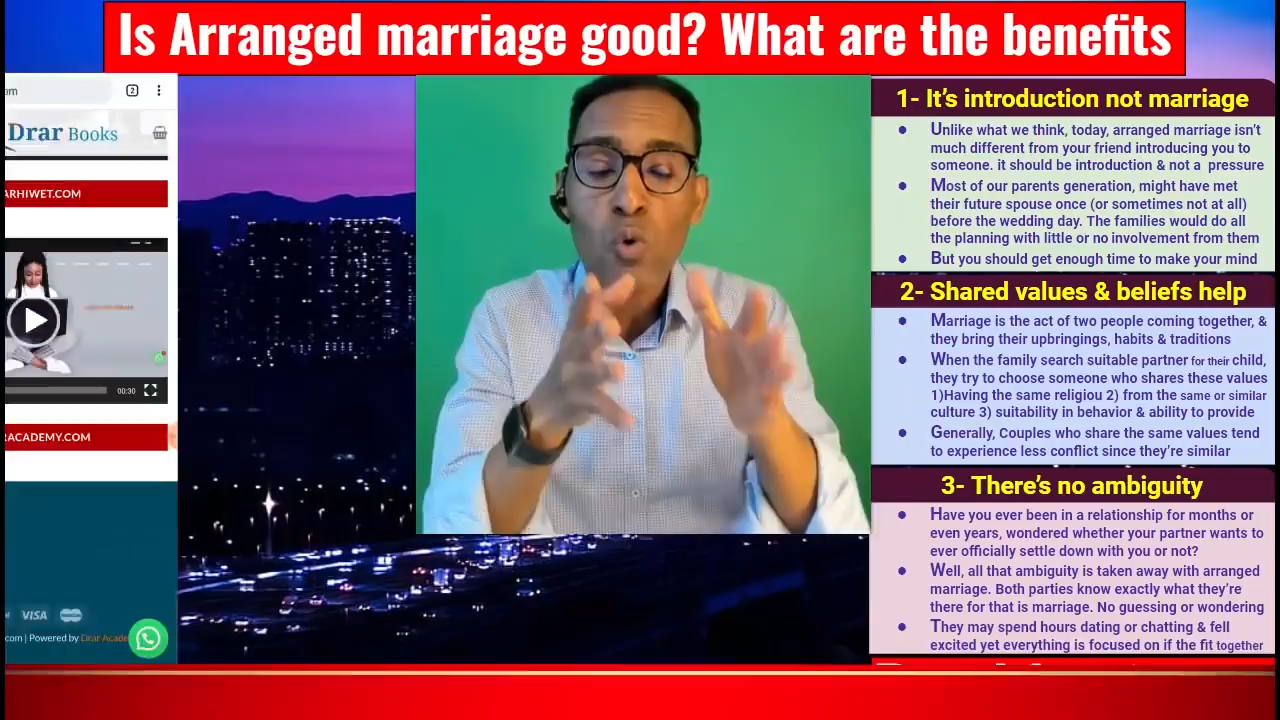 Is Arranged marriage good? What are the benefits
om
2
Drar Books
ARHIWET.COM
00:30
RACADEMY.COM
VISA
com | Powered by Drar Acade
1- It's introduction not marriage
Unlike what we think, today, arranged marriage isn't
much different from your friend introducing you to
someone. it should be introduction & not a pressure
Most of our parents generation, might have met
their future spouse once (or sometimes not at all)
before the wedding day. The families would do all
the planning with little or no involvement from them
But you should get enough time to make your mind
2- Shared values & beliefs help
Marriage is the act of two people coming together, &
they bring their upbringings, habits & traditions
When the family search suitable partner for their child,
they try to choose someone who shares these values
1)Having the same religiou 2) from the same or similar
culture 3) suitability in behavior & ability to provide
Generally, Couples who share the same values tend
to experience less conflict since they're similar
3- There's no ambiguity
Have you ever been in a relationship for months or
even years, wondered whether your partner wants to
ever officially settle down with you or not?
Well, all that ambiguity is taken away with arranged
marriage. Both parties know exactly what they're
there for that is marriage. No guessing or wondering
They may spend hours dating or chatting & fell
excited yet everything is focused on if the fit together